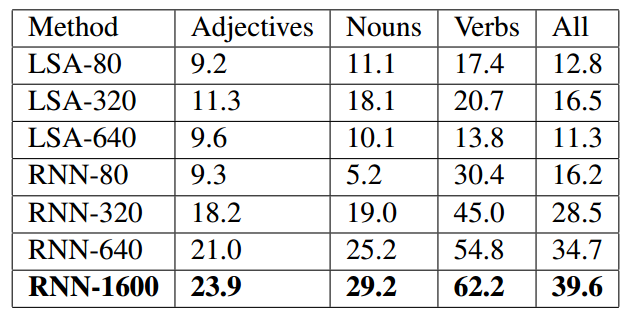 Method Adjectives Nouns Verbs All
LSA-80 9.2 11.1 17.4 12.8
LSA-320 11.3 18.1 20.7 16.5
LSA-640 9.6 10.1 13.8 11.3
RNN-80 9.3 5.2 30.4 16.2
RNN-320 18.2 19.0 45.0 28.5
RNN-640 21.0 25.2 54.8 34.7
RNN-1600 23.9 29.2 62.2 39.6